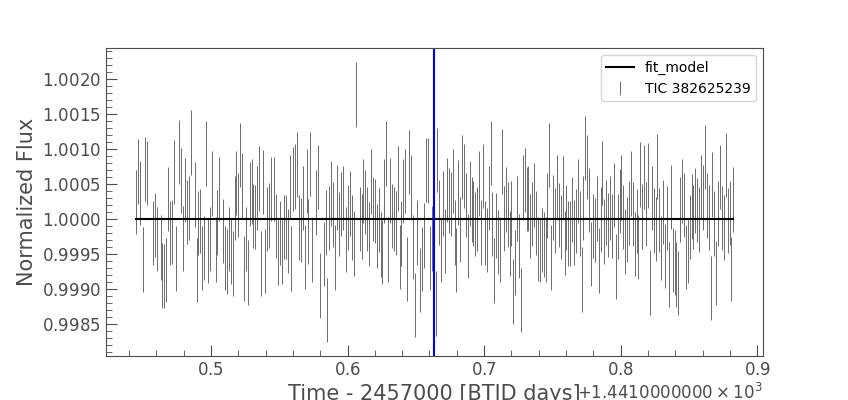 fit_model
TIC 382625239
Normalized Flux
1.0020
1.0015
1.0010
1.0005
1.0000
0.9995
0.9990
0.9985
0.5 0.6 0.7 0.8 0.9
Time - 2457000 [BTJD days]
+1.4410000000 × 10³